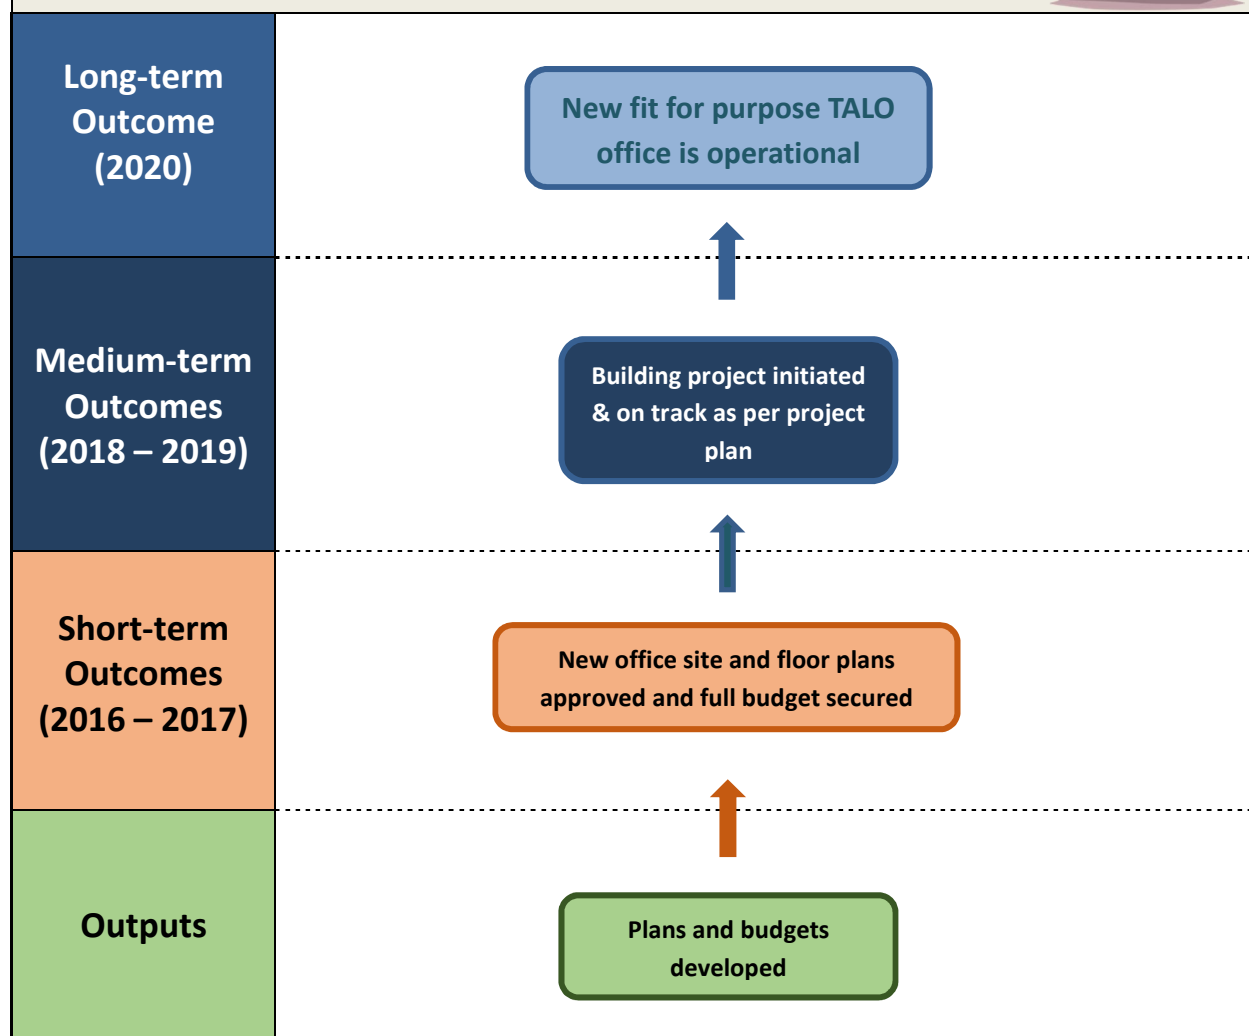 Long-term
Outcome
(2020)
New fit for purpose TALO
office is operational
Medium-term
Outcomes
(2018 – 2019)
Building project initiated
& on track as per project
plan
Short-term
Outcomes
(2016 – 2017)
New office site and floor plans
approved and full budget secured
Outputs
Plans and budgets
developed